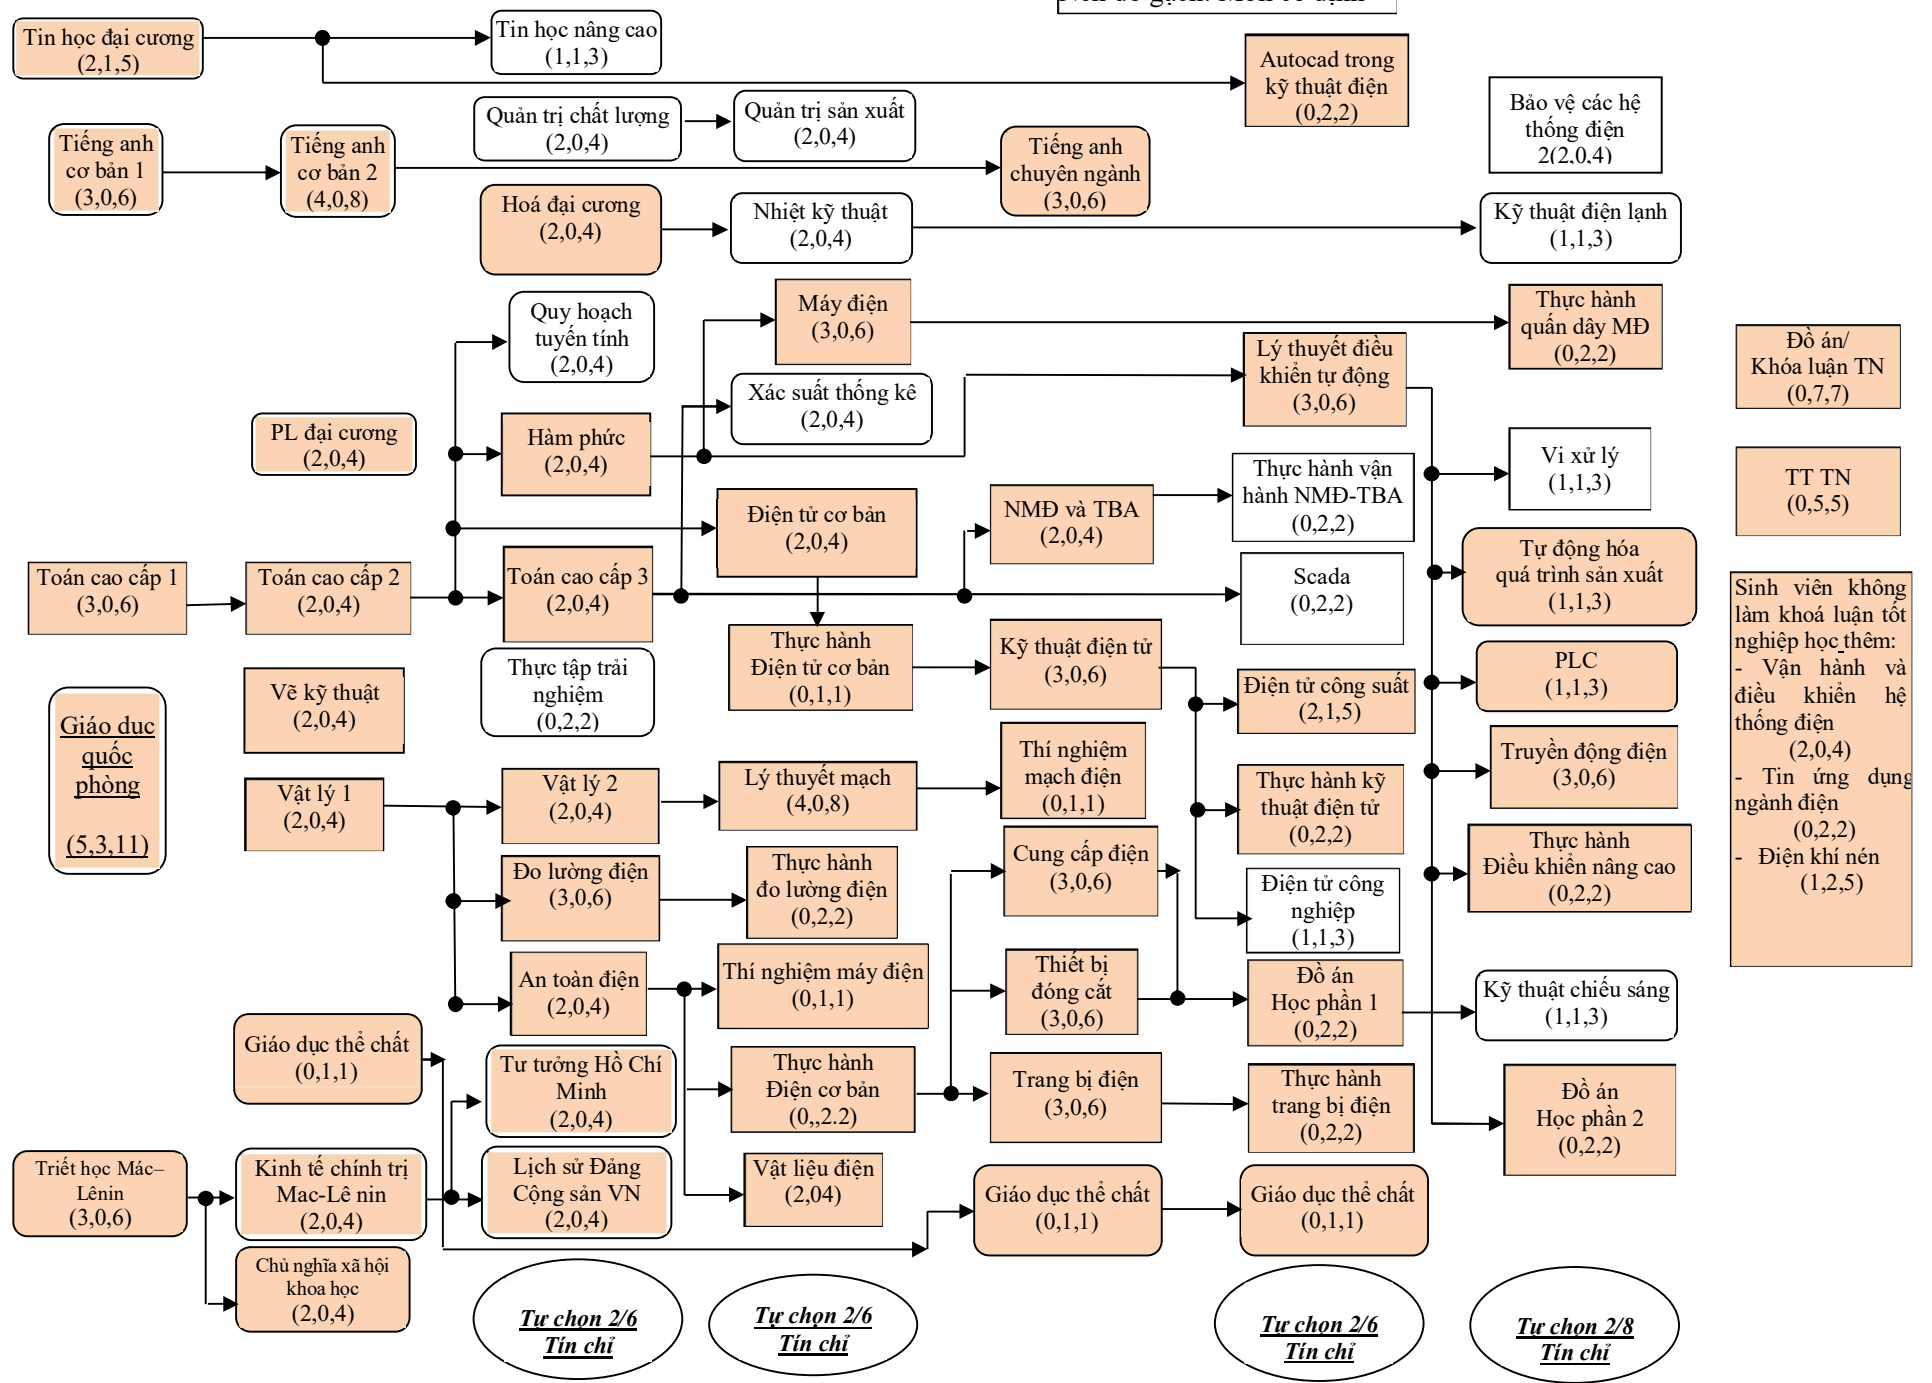 Nền đỏ gạch: Môn cố định
Tin học đại cương
(2,1,5)
Tin học nâng cao
(1,1,3)
Autocad trong
kỹ thuật điện
(0,2,2)
Bảo vệ các hệ
thống điện
2(2,0,4)
Quản trị chất lượng
(2,0,4)
Quản trị sản xuất
(2,0,4)
Tiếng anh
cơ bản 1
(3,0,6)
Tiếng anh
cơ bản 2
(4,0,8)
Tiếng anh
chuyên ngành
(3,0,6)
Hoá đại cương
(2,0,4)
Nhiệt kỹ thuật
(2,0,4)
Kỹ thuật điện lạnh
(1,1,3)
Quy hoạch
tuyến tính
(2,0,4)
Máy điện
(3,0,6)
Thực hành
quấn dây MĐ
(0,2,2)
Lý thuyết điều
khiển tự động
(3,0,6)
Đồ án/
Khóa luận TN
(0,7,7)
Xác suất thống kê
(2,0,4)
PL đại cương
(2,0,4)
Hàm phức
(2,0,4)
Vi xử lý
(1,1,3)
Thực hành vận
hành NMĐ-TBA
(0,2,2)
TT TN
(0,5,5)
Điện tử cơ bản
(2,0,4)
NMĐ và TBA
(2,0,4)
Tự động hóa
quá trình sản xuất
(1,1,3)
Toán cao cấp 1
(3,0,6)
Toán cao cấp 2
(2,0,4)
Toán cao cấp 3
(2,0,4)
Scada
(0,2,2)
Sinh viên không
làm khoá luận tốt
nghiệp học thêm:
- Vận hành và
điều khiển hệ
thống điện
(2,0,4)
- Tin ứng dụng
ngành điện
(0,2,2)
- Điện khí nén
(1,2,5)
Thực hành
Điện tử cơ bản
(0,1,1)
Kỹ thuật điện tử
(3,0,6)
Thực tập trải
nghiệm
(0,2,2)
PLC
(1,1,3)
Vẽ kỹ thuật
(2,0,4)
Điện tử công suất
(2,1,5)
Giáo dục
quốc
phòng
(5,3,11)
Thí nghiệm
mạch điện
(0,1,1)
Truyền động điện
(3,0,6)
Vật lý 1
(2,0,4)
Vật lý 2
(2,0,4)
Lý thuyết mạch
(4,0,8)
Thực hành kỹ
thuật điện tử
(0,2,2)
Cung cấp điện
(3,0,6)
Thực hành
Điều khiển nâng cao
(0,2,2)
Đo lường điện
(3,0,6)
Thực hành
đo lường điện
(0,2,2)
Điện tử công
nghiệp
(1,1,3)
An toàn điện
(2,0,4)
Thí nghiệm máy điện
(0,1,1)
Thiết bị
đóng cắt
(3,0,6)
Đồ án
Học phần 1
(0,2,2)
Kỹ thuật chiếu sáng
(1,1,3)
Giáo dục thể chất
(0,1,1)
Tư tưởng Hồ Chí
Minh
(2,0,4)
Thực hành
Điện cơ bản
(0,,2.2)
Trang bị điện
(3,0,6)
Thực hành
trang bị điện
(0,2,2)
Đồ án
Học phần 2
(0,2,2)
Triết học Mác–
Lênin
(3,0,6)
Kinh tế chính trị
Mac-Lê nin
(2,0,4)
Lịch sử Đảng
Cộng sản VN
(2,0,4)
Vật liệu điện
(2,04)
Giáo dục thể chất
(0,1,1)
Giáo dục thể chất
(0,1,1)
Chủ nghĩa xã hội
khoa học
(2,0,4)
Tự chọn 2/6
Tín chỉ
Tự chọn 2/6
Tín chỉ
Tự chọn 2/6
Tín chỉ
Tự chọn 2/8
Tín chỉ